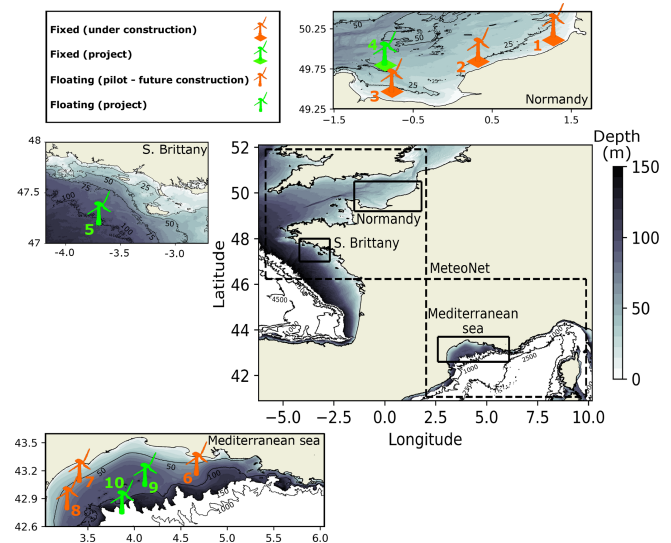 Fixed (under construction)
Fixed (project)
Floating (pilot - future construction)
Floating (project)
50.25
49.75
49.25
-1.5 -0.5 0.5 1.5
50
25
25
25
4
3
2
1
Normandy
48
47.5
47
-4.0 -3.5 -3.0
S. Brittany
50
25
75
100
75
50
5
Depth
(m)
150
100
50
0
52
50
48
46
44
42
Latitude
−5.0 −2.5 0.0 2.5 5.0 7.5 10.0
Longitude
Normandy
S. Brittany
MeteoNet
Mediterranean
sea
4500
1000
2500
43.5
43.2
42.9
42.6
3.5 4.0 4.5 5.0 5.5 6.0
Mediterranean sea
50
50
100
1000
7
8
10
9
6